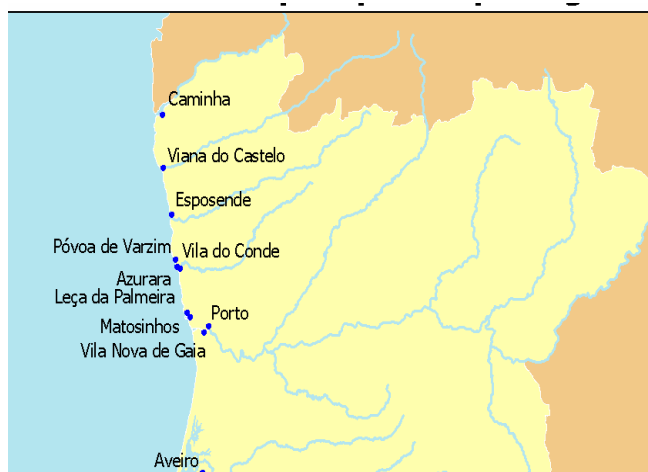 Caminha
Viana do Castelo
Esposende
Póvoa de Varzim
Vila do Conde
Azurara
Leça da Palmeira
Porto
Matosinhos
Vila Nova de Gaia
Aveiro